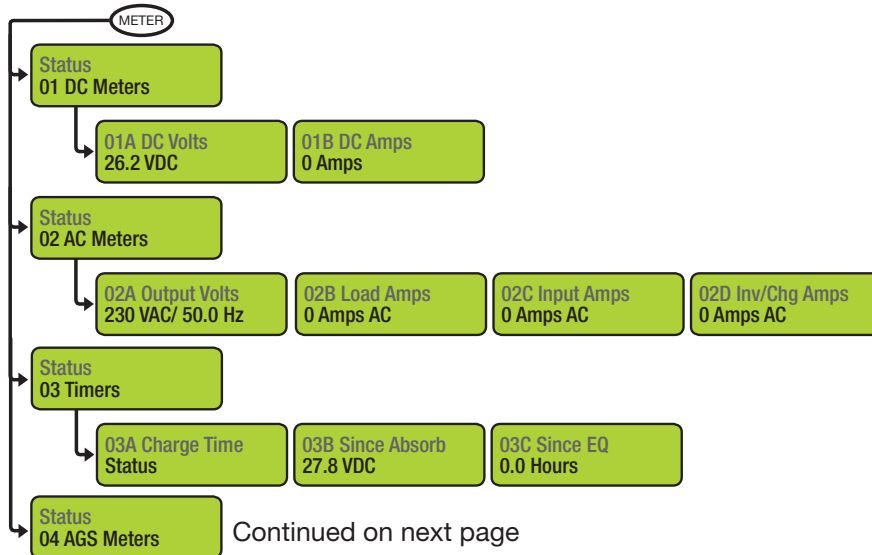 METER
Status
01 DC Meters
01A DC Volts
26.2 VDC
01B DC Amps
0 Amps
Status
02 AC Meters
02A Output Volts
230 VAC/ 50.0 Hz
02B Load Amps
0 Amps AC
02C Input Amps
0 Amps AC
02D Inv/Chg Amps
0 Amps AC
Status
03 Timers
03A Charge Time
Status
03B Since Absorb
27.8 VDC
03C Since EQ
0.0 Hours
Status
04 AGS Meters
Continued on next page